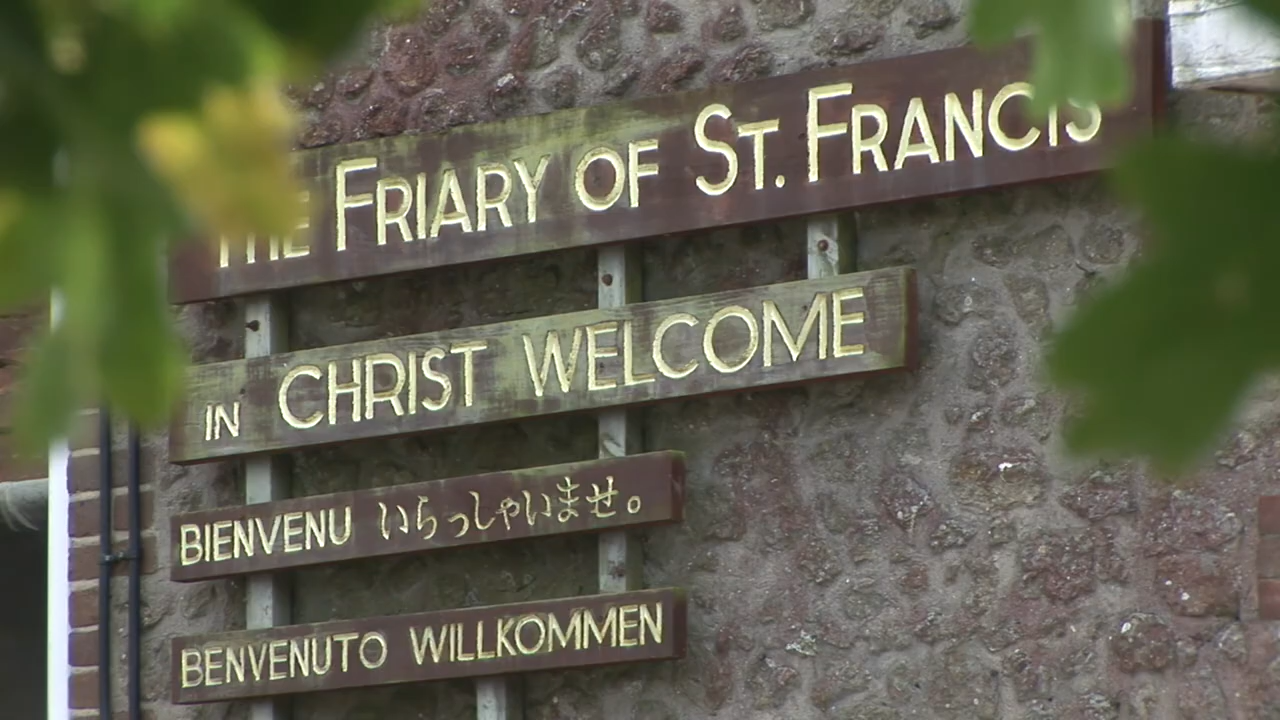 THE FRIARY OF ST. FRANCIS
IN CHRIST WELCOME
BIENVENU いらっしゃいませ。
BENVENUTO WILLKOMMEN